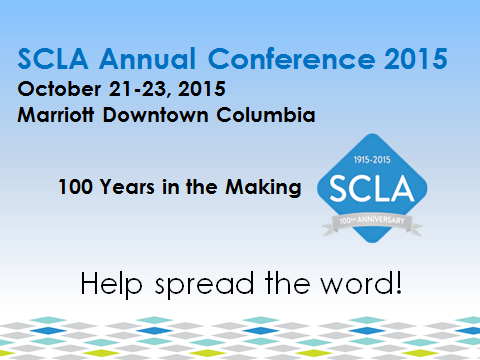 SCLA Annual Conference 2015
October 21-23, 2015
Marriott Downtown Columbia
100 Years in the Making
1915-2015
SCLA
100TH ANNIVERSARY
Help spread the word!